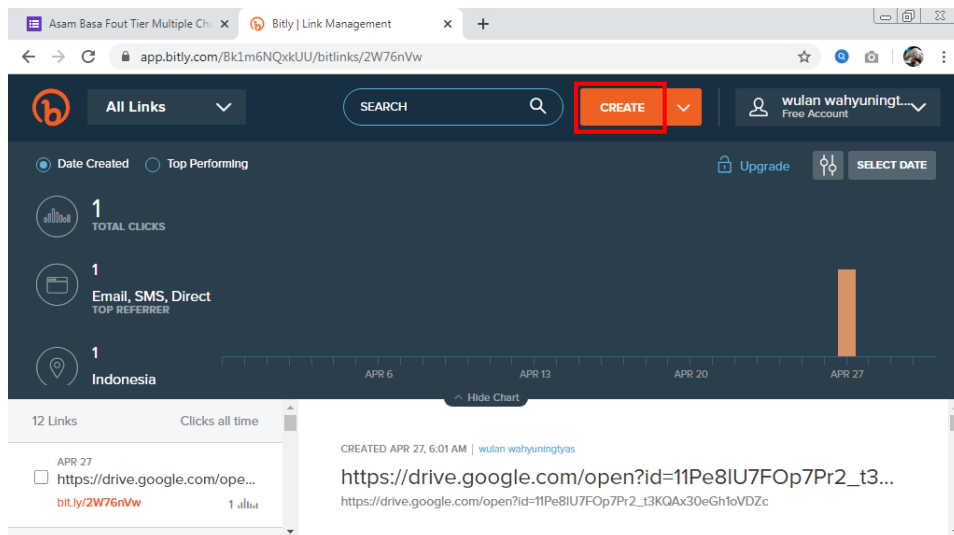 Asam Basa Fout Tier Multiple Cho
Bitly | Link Management
app.bitly.com/Bk1m6NQxkUU/bitlinks/2W76nVw
All Links
SEARCH
CREATE
wulan wahyuningt...
Free Account
Date Created
Top Performing
Upgrade
SELECT DATE
1
TOTAL CLICKS
1
Email, SMS, Direct
TOP REFERRER
1
Indonesia
APR 6
APR 13
APR 20
APR 27
Hide Chart
12 Links
Clicks all time
APR 27
https://drive.google.com/ope...
bit.ly/2W76nVw
1
CREATED APR 27, 6:01 AM | wulan wahyuningtyas
https://drive.google.com/open?id=11Pe8IU7FOp7Pr2_t3...
https://drive.google.com/open?id=11Pe8IU7FOp7Pr2_t3KQAx30eGh1oVDZc